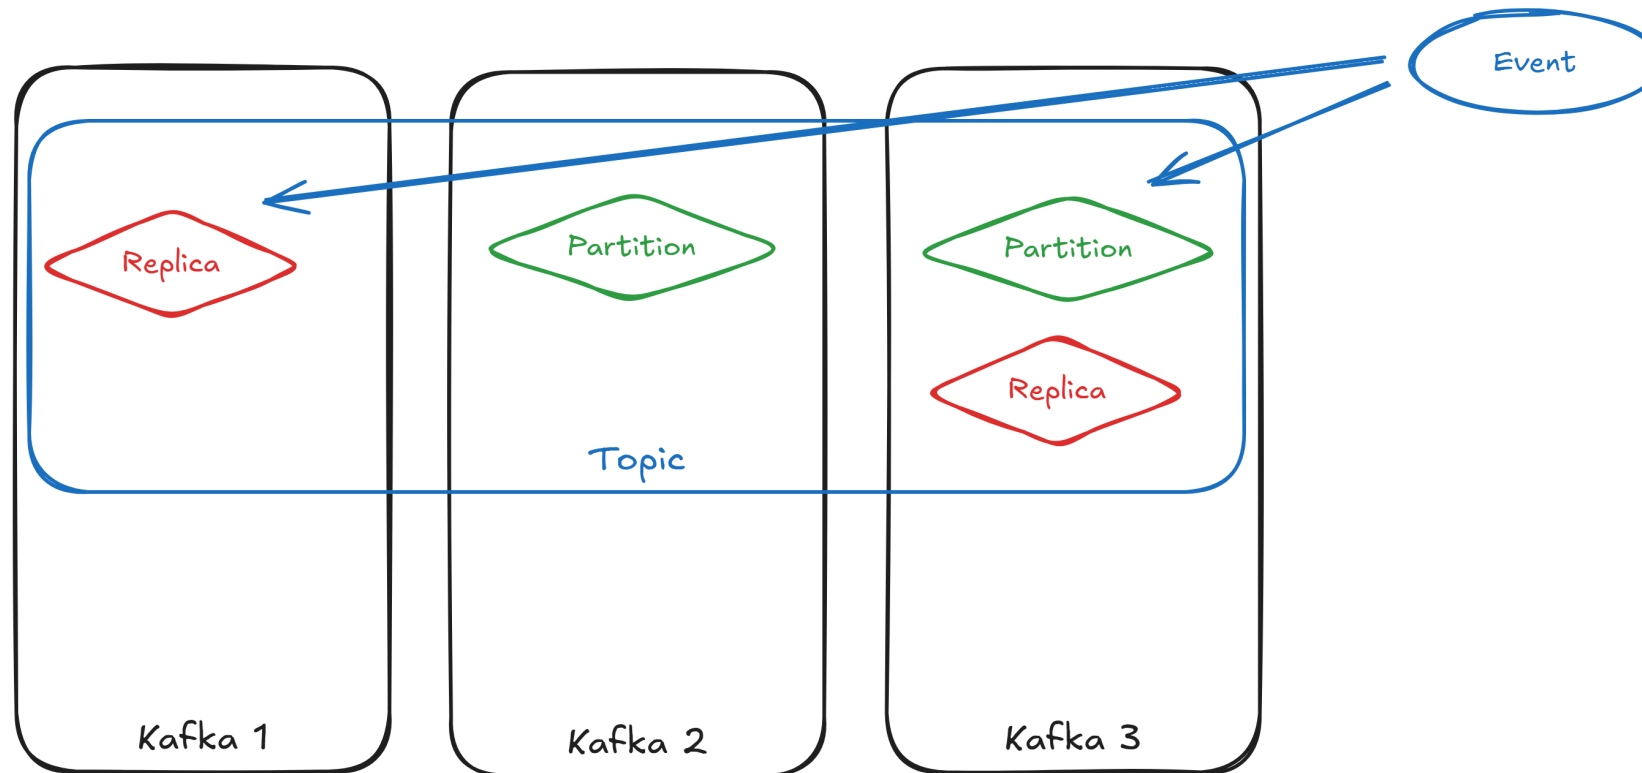 Event
Replica
Partition
Partition
Replica
Topic
Kafka 1
Kafka 2
Kafka 3